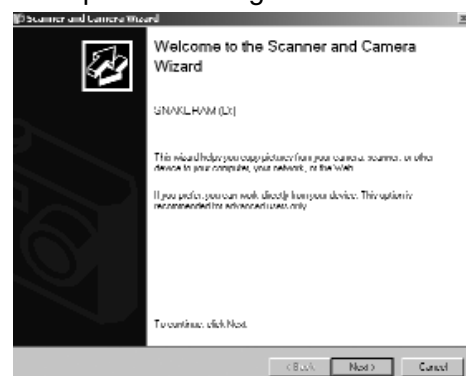 Scanner and Camera Wizard
Welcome to the Scanner and Camera
Wizard
This wizard helps you copy pictures from your camera, scanner, or other
device to your computer, your network, or the Web.
If you prefer, you can work directly from your device. This option is
recommended for advanced users only.
To continue, click Next.
< Back
Next >
Cancel